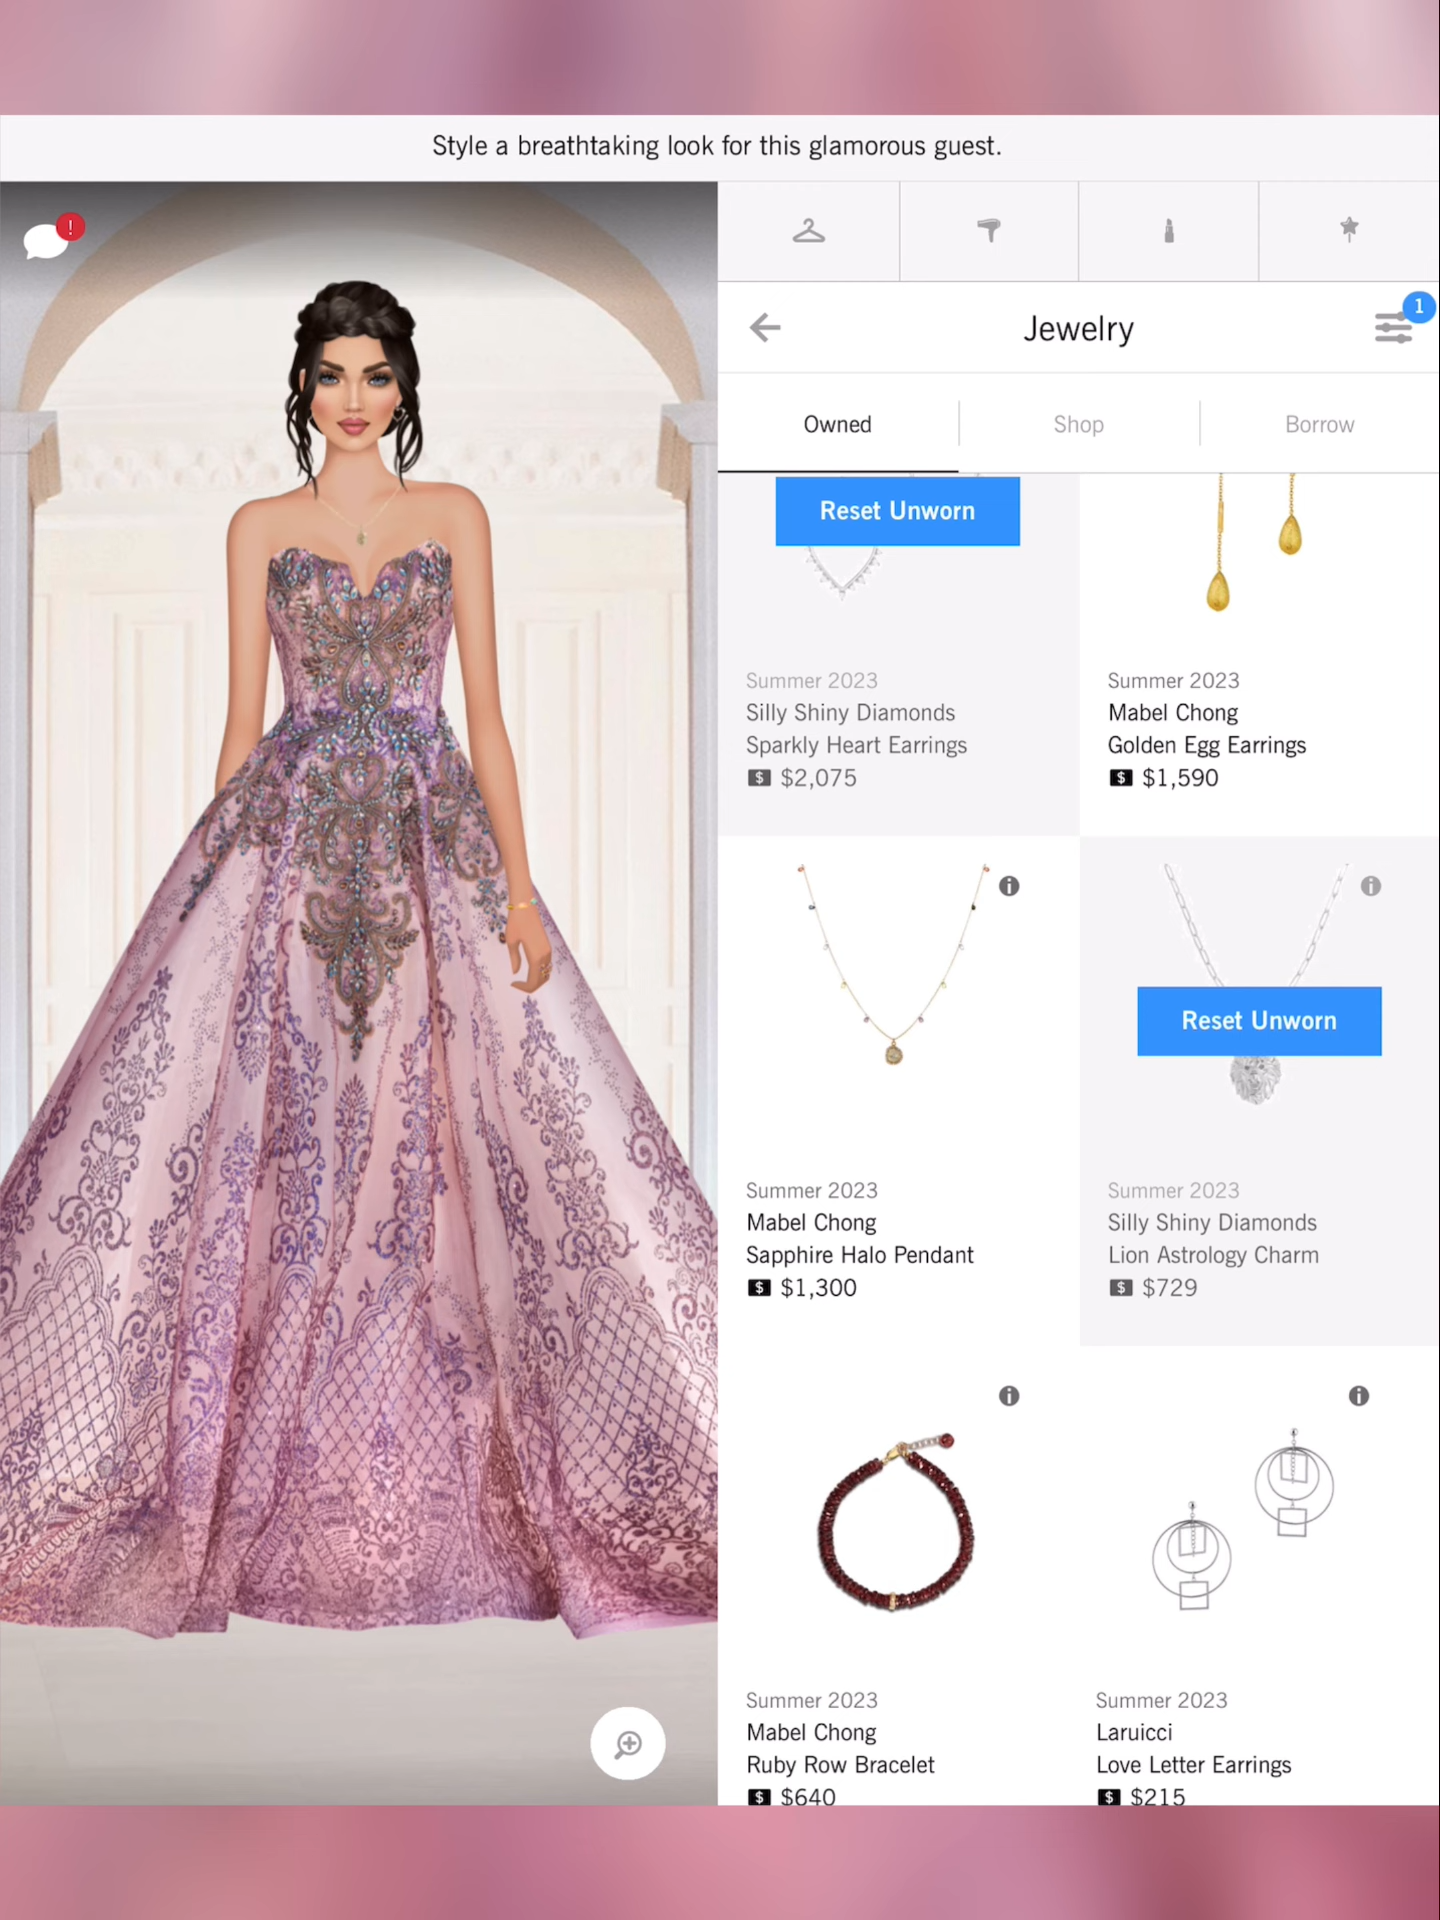 Style a breathtaking look for this glamorous guest.
!
1
Jewelry
Owned
Shop
Borrow
Reset Unworn
Summer 2023
Silly Shiny Diamonds
Sparkly Heart Earrings
$ $2,075
Summer 2023
Mabel Chong
Golden Egg Earrings
$ $1,590
i
Summer 2023
Mabel Chong
Sapphire Halo Pendant
$ $1,300
i
Reset Unworn
Summer 2023
Silly Shiny Diamonds
Lion Astrology Charm
$ $729
i
Summer 2023
Mabel Chong
Ruby Row Bracelet
$ $640
i
Summer 2023
Laruicci
Love Letter Earrings
$ $215